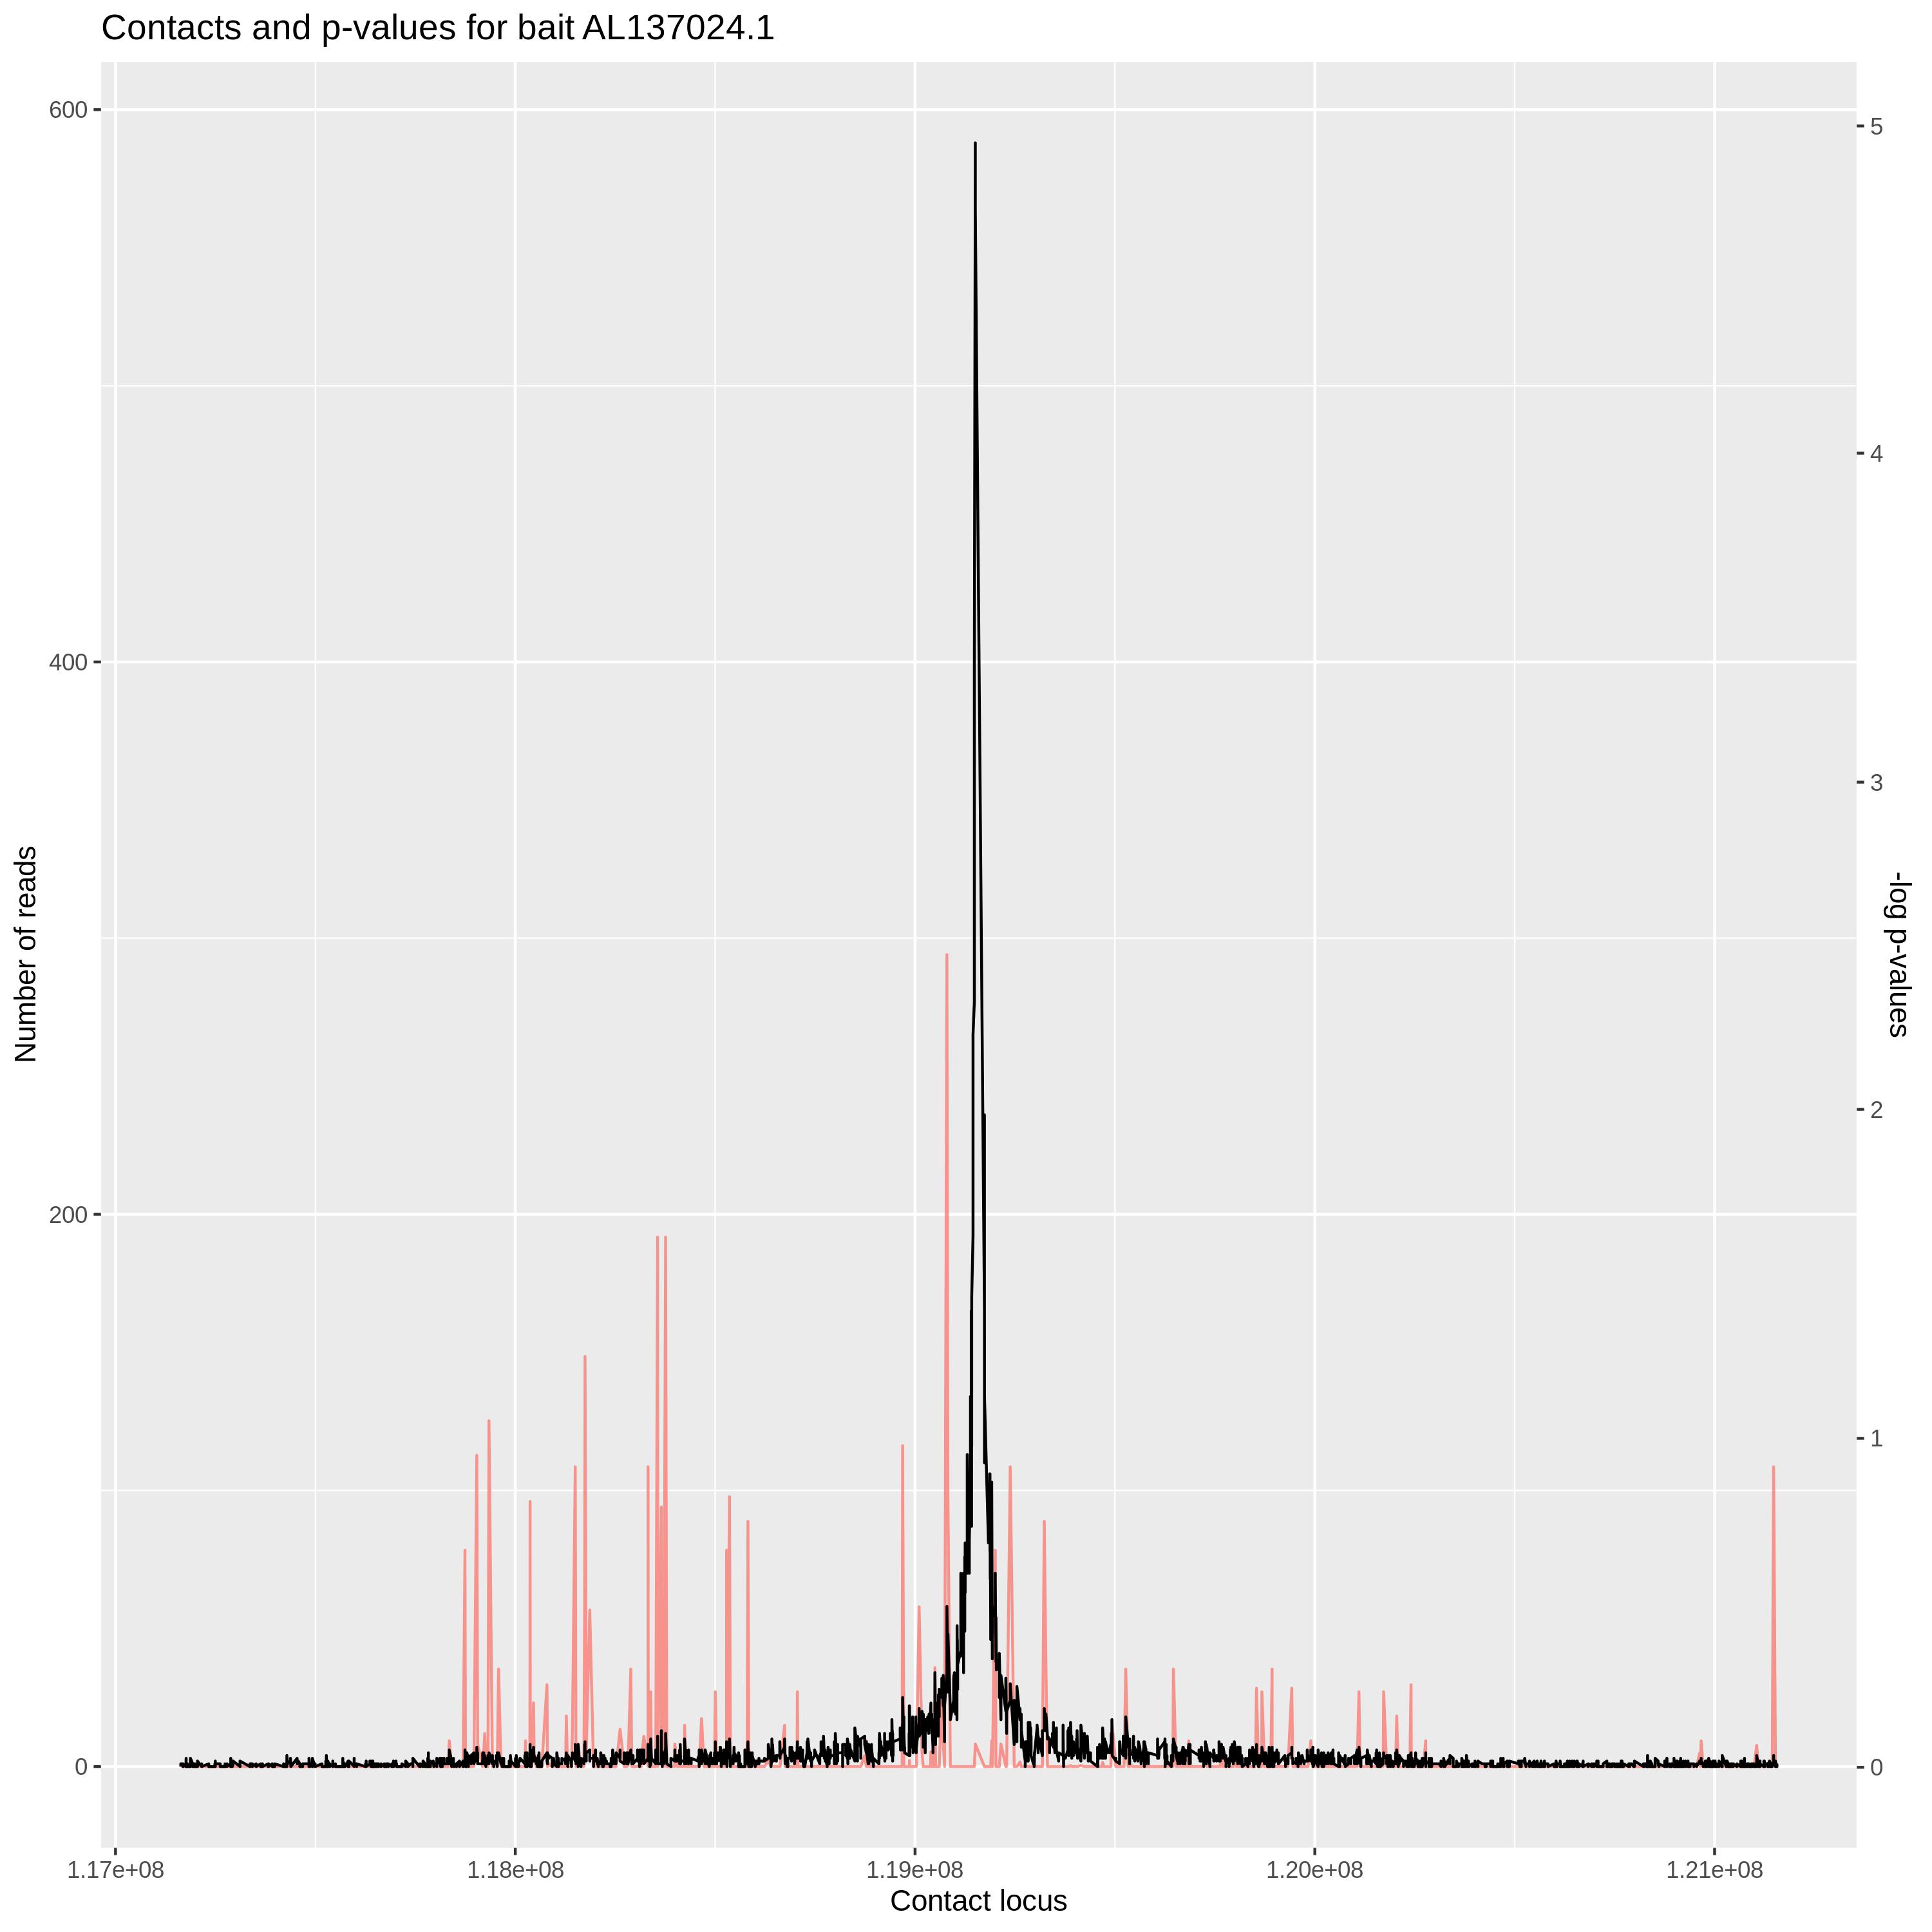 Contacts and p-values for bait AL137024.1
600
400
200
0
Number of reads
5
4
3
2
1
0
-log p-values
1.17e+08 1.18e+08 1.19e+08 1.20e+08 1.21e+08
Contact locus